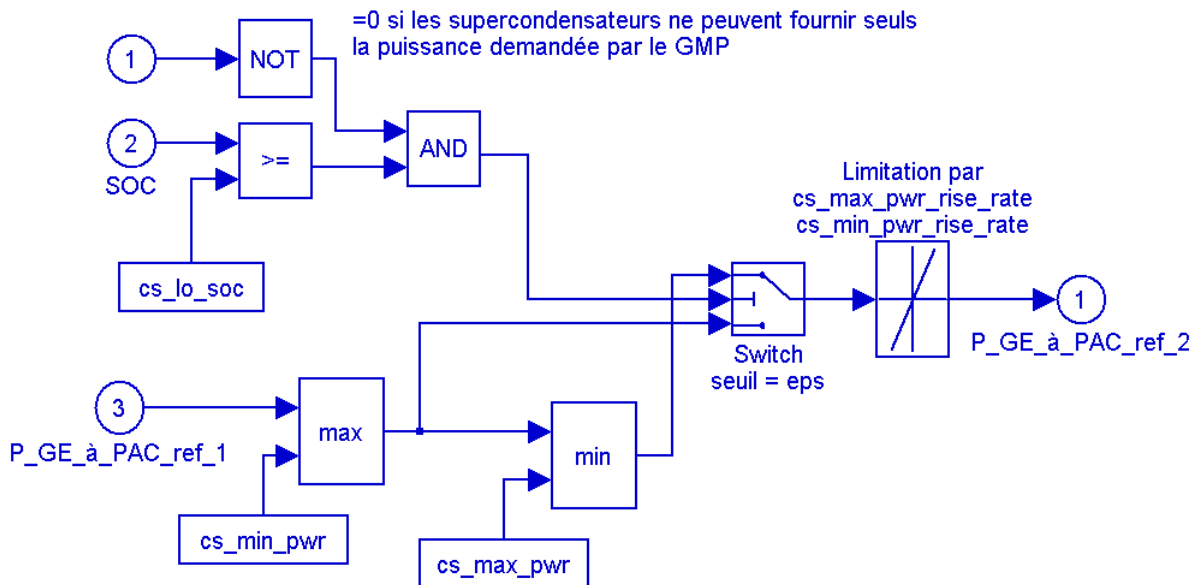 =0 si les supercondensateurs ne peuvent fournir seuls
la puissance demandée par le GMP
1
NOT
2
SOC
>=
AND
cs_lo_soc
Limitation par
cs_max_pwr_rise_rate
cs_min_pwr_rise_rate
Switch
seuil = eps
1
P_GE_à_PAC_ref_2
3
P_GE_à_PAC_ref_1
max
min
cs_min_pwr
cs_max_pwr